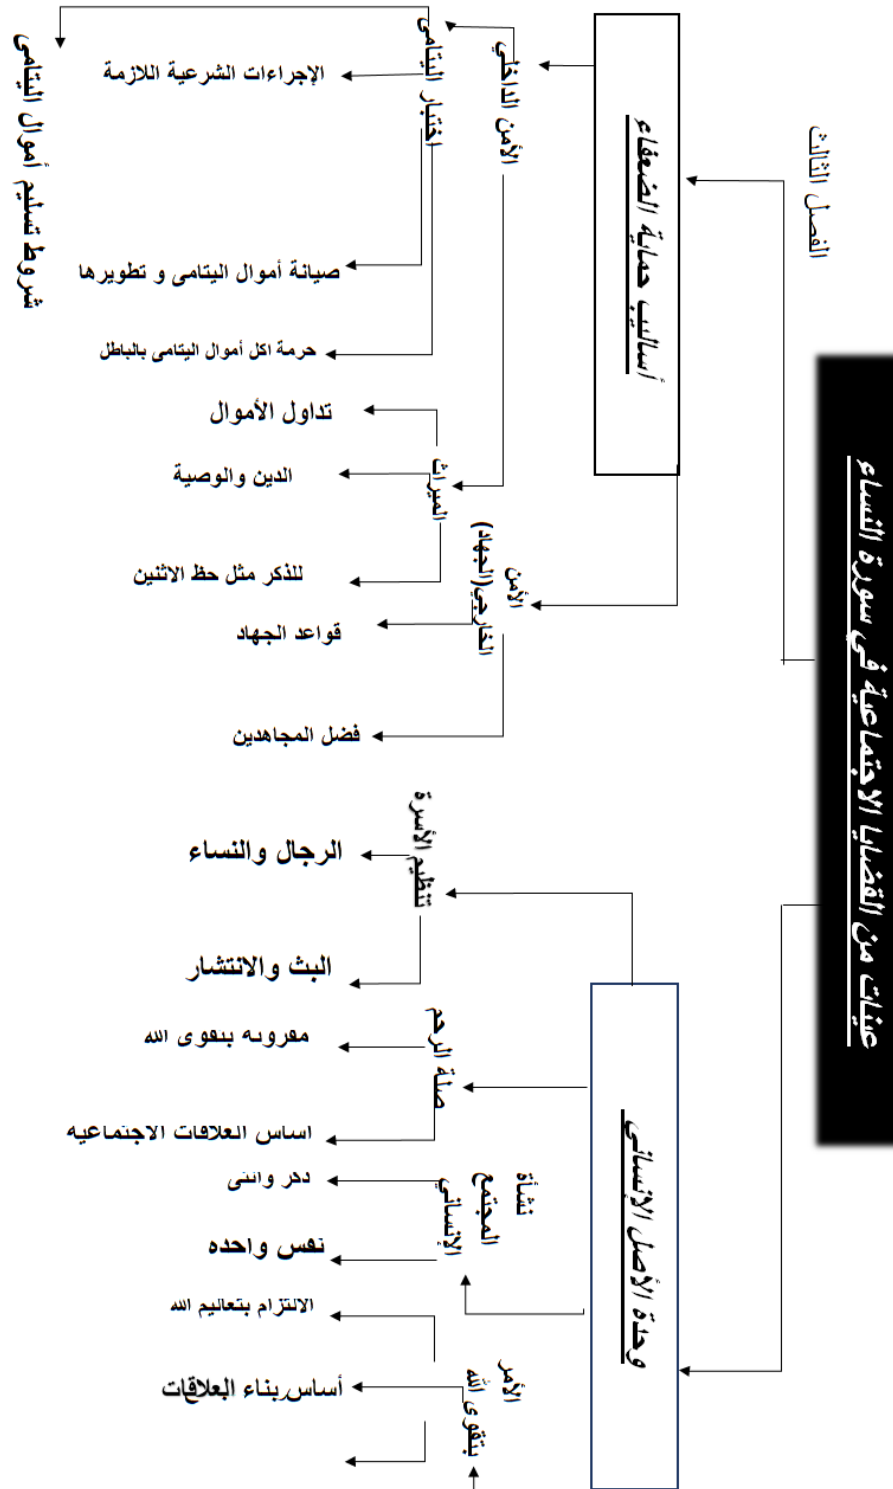 الفصل الثالث
عينات من القضايا الاجتماعية في سورة النساء
أساليب حماية الضعفاء
الأمن الداخلي
اختبار اليتامى
الإجراءات الشرعية اللازمة
شروط تسليم أموال اليتامى
صيانة أموال اليتامى و تطويرها
حرمة اكل أموال اليتامى بالباطل
الميراث
تداول الأموال
الدين والوصية
للذكر مثل حظ الاثنين
الأمن
الخارجي(الجهاد)
قواعد الجهاد
فضل المجاهدين
وحدة الأصل الإنساني
تنظيم الأسرة
الرجال والنساء
البث والانتشار
صلة الرحم
مقرونة بتقوى الله
اساس العلاقات الاجتماعية
نشأة
المجتمع
الإنساني
ذكر وانثى
نفس واحده
الأمر
بتقوى الله
الالتزام بتعاليم الله
أساس بناء العلاقات